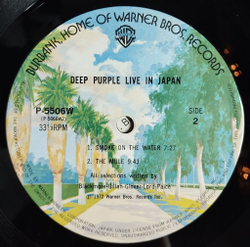 BURBANK, HOME OF WARNER BROS. RECORDS
DEEP PURPLE LIVE IN JAPAN
P-5506W
(P-5066W2)
33⅓RPM
SIDE
2
1. SMOKE ON THE WATER 7:27
2. THE MULE 9:43
All selections written by
Blackmore-Gillan-Glover-Lord-Paice
℗1972 Warner Bros. Records Inc.